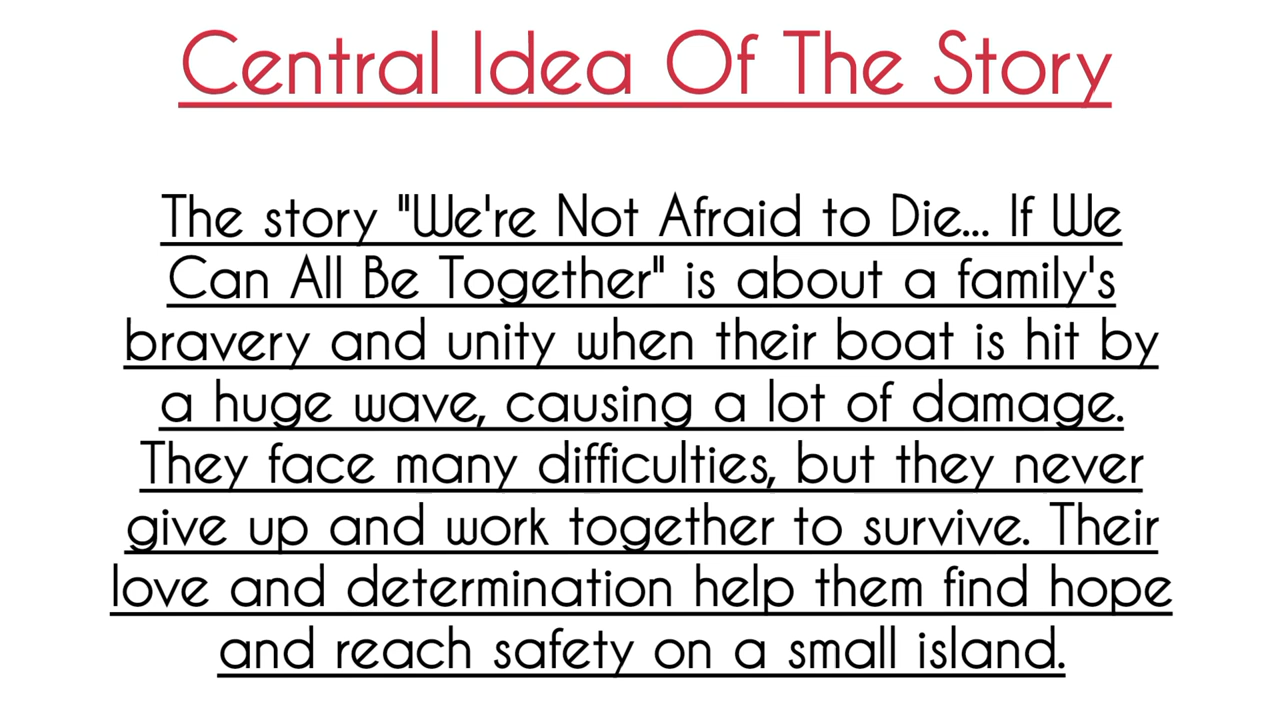 Central Idea Of The Story
The story "We're Not Afraid to Die... If We
Can All Be Together" is about a family's
bravery and unity when their boat is hit by
a huge wave, causing a lot of damage.
They face many difficulties, but they never
give up and work together to survive. Their
love and determination help them find hope
and reach safety on a small island.